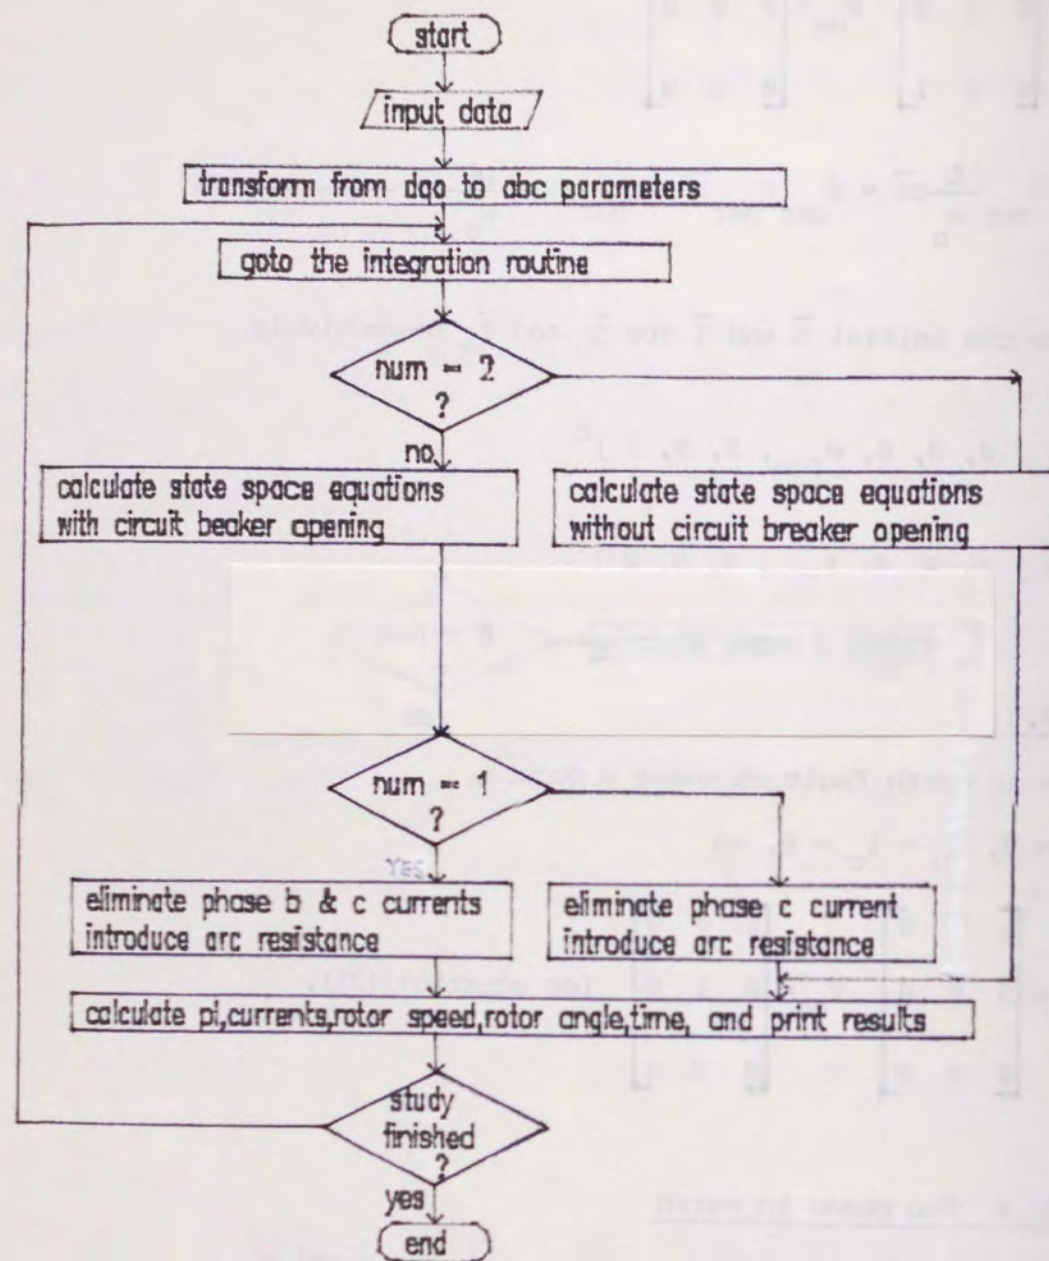 start
input data
transform from dqo to abc parameters
goto the integration routine
num = 2
?
no
calculate state space equations
with circuit beaker opening
calculate state space equations
without circuit breaker opening
num = 1
?
YES
eliminate phase b & c currents
introduce arc resistance
eliminate phase c current
introduce arc resistance
calculate pi,currents,rotor speed,rotor angle,time, and print results
study
finished
?
yes
end